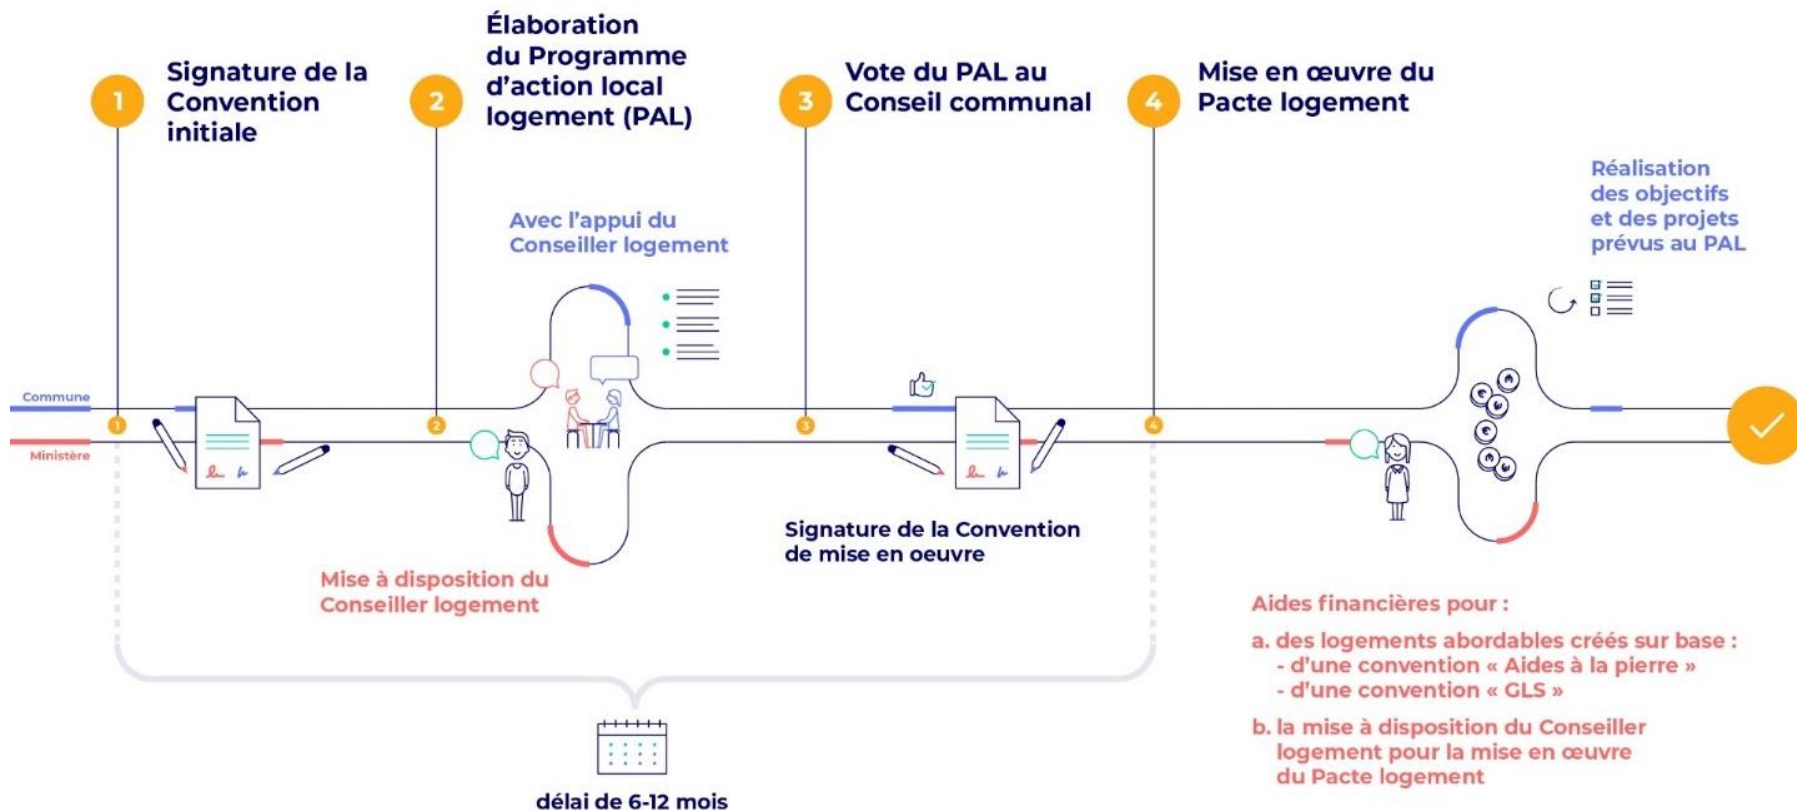 1
Signature de la
Convention
initiale
2
Élaboration
du Programme
d'action local
logement (PAL)
3
Vote du PAL au
Conseil communal
4
Mise en œuvre du
Pacte logement
Avec l'appui du
Conseiller logement
Réalisation
des objectifs
et des projets
prévus au PAL
Commune
Ministère
1
2
3
4
Mise à disposition du
Conseiller logement
Signature de la Convention
de mise en oeuvre
Aides financières pour :
a. des logements abordables créés sur base :
- d'une convention « Aides à la pierre »
- d'une convention « GLS »
b. la mise à disposition du Conseiller
logement pour la mise en œuvre
du Pacte logement
délai de 6-12 mois